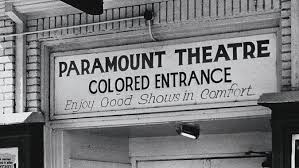 PARAMOUNT THEATRE
COLORED ENTRANCE
Enjoy Good Shows in Comfort.